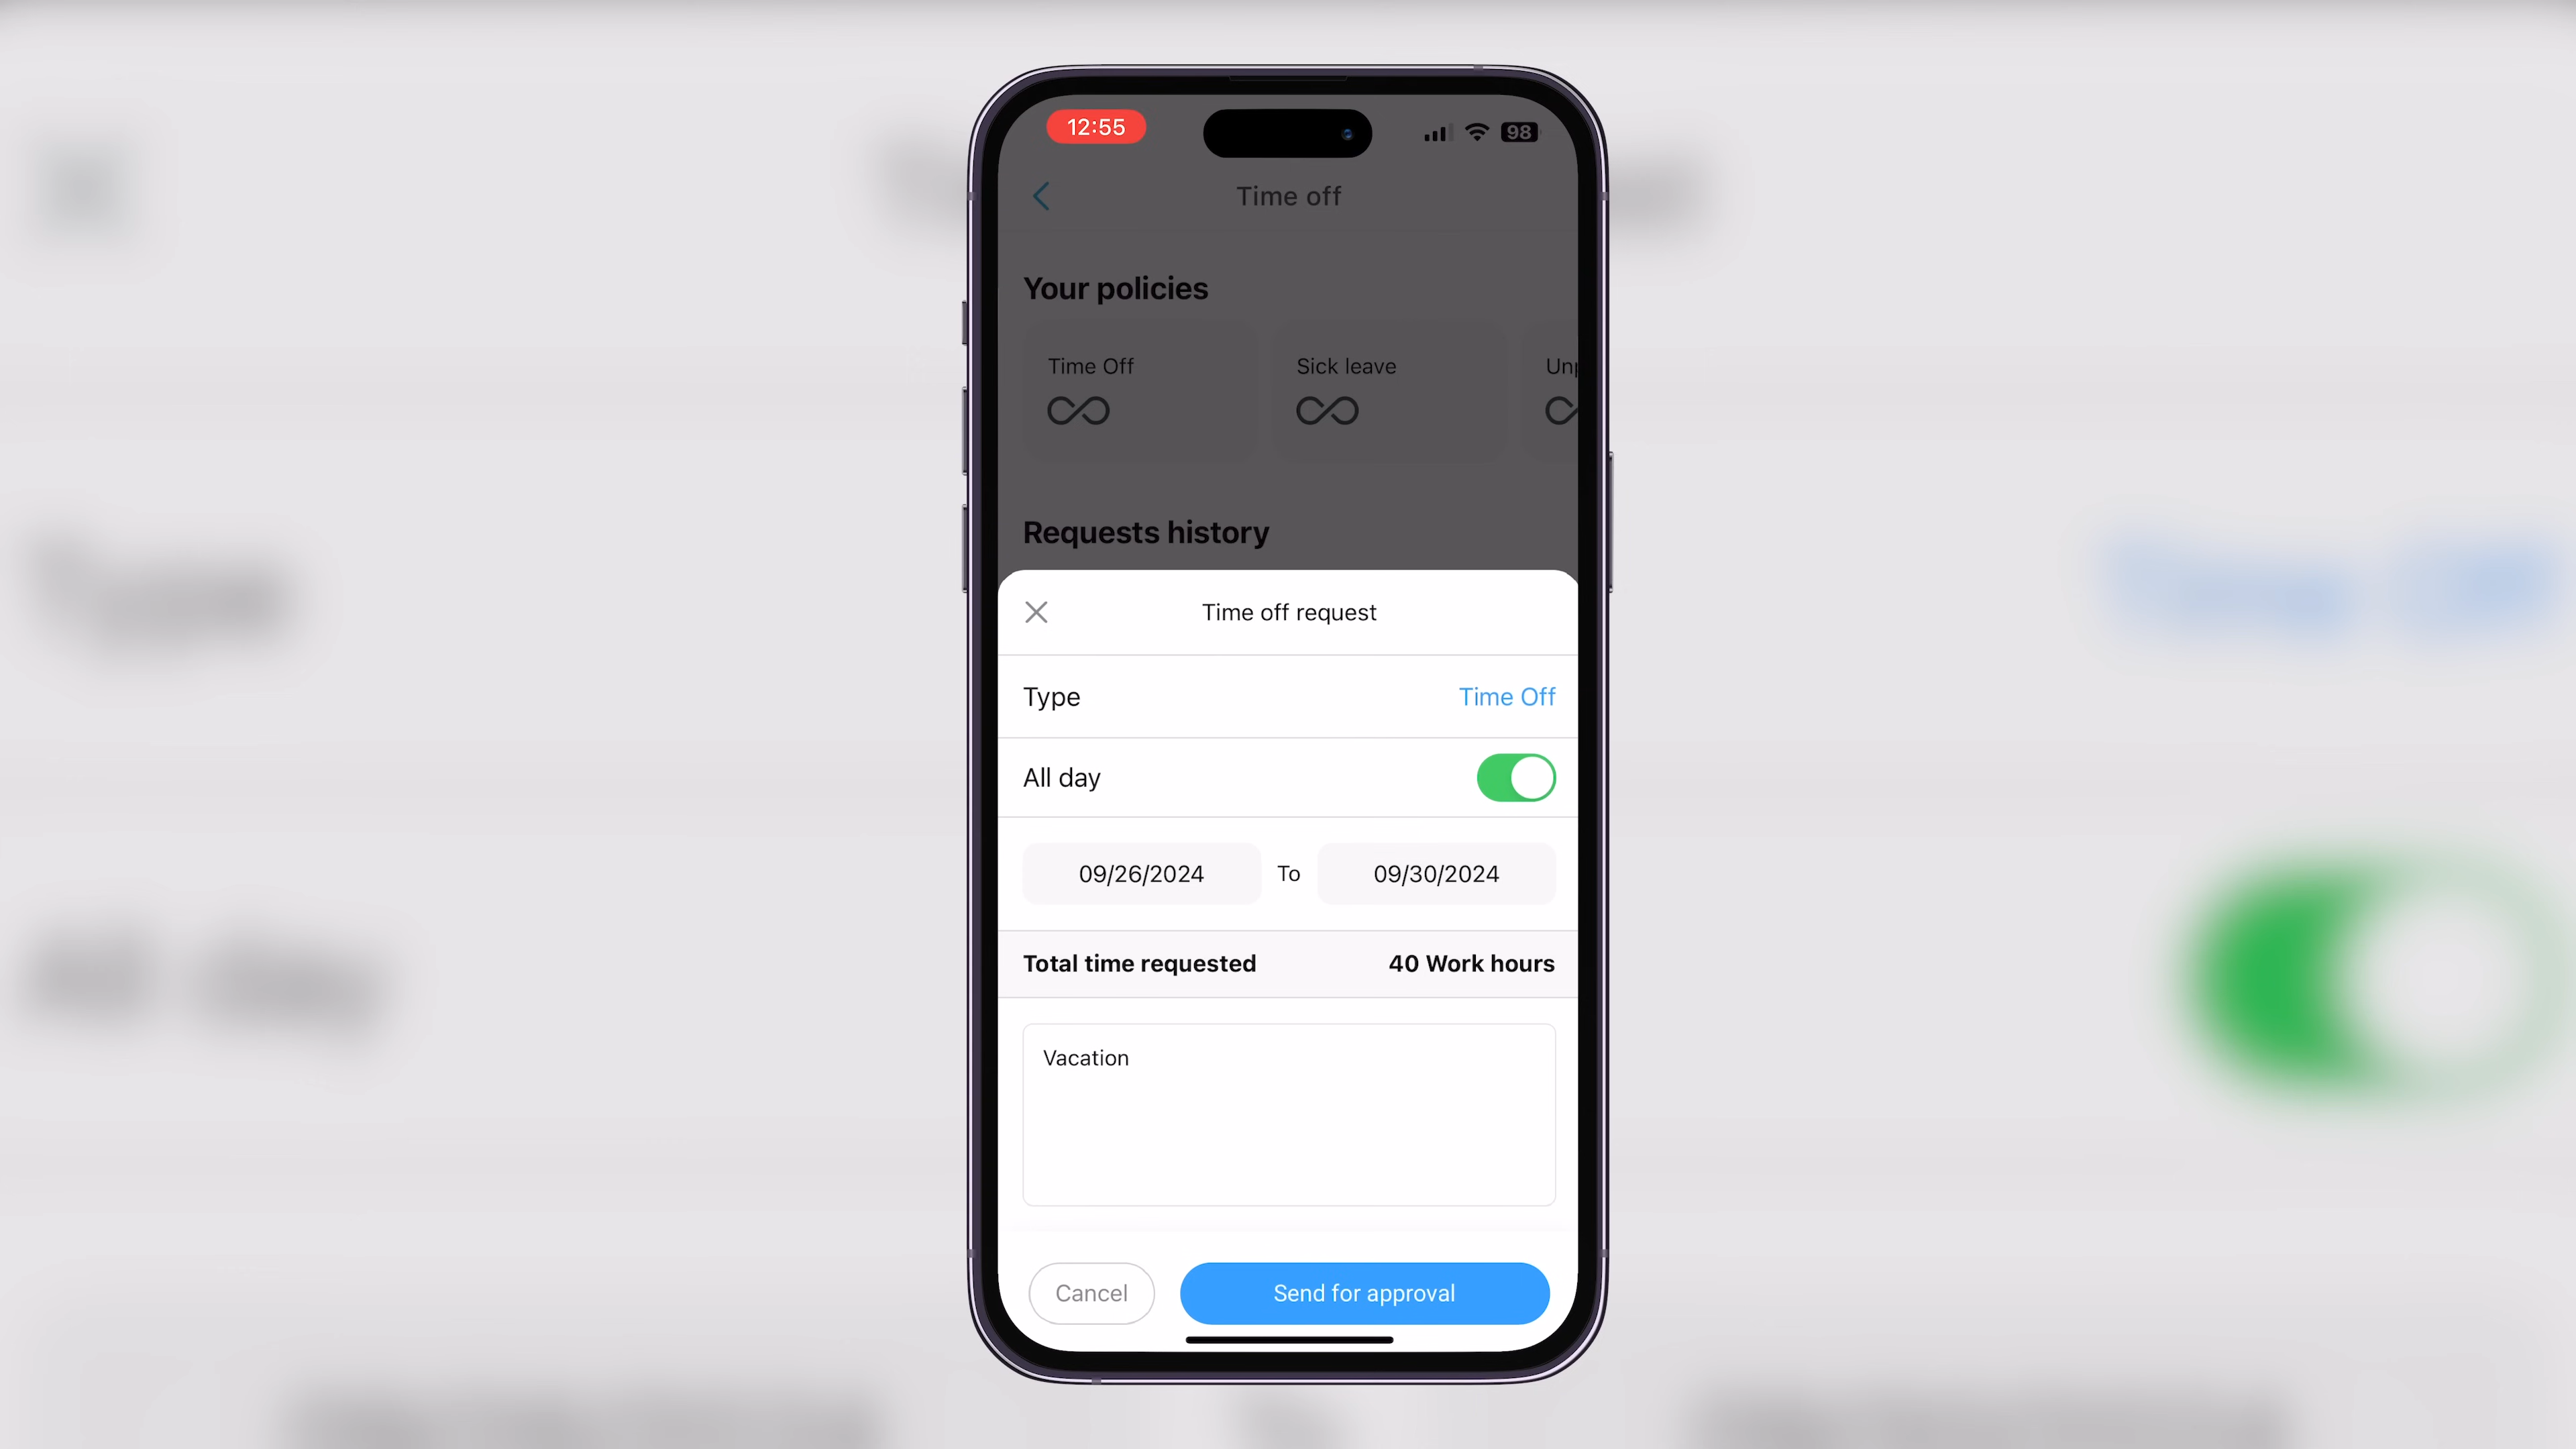 12:55
98
Time off
Your policies
Time Off
Sick leave
Requests history
Time off request
Type
Time Off
All day
09/26/2024 To 09/30/2024
Total time requested
40 Work hours
Vacation
Cancel
Send for approval